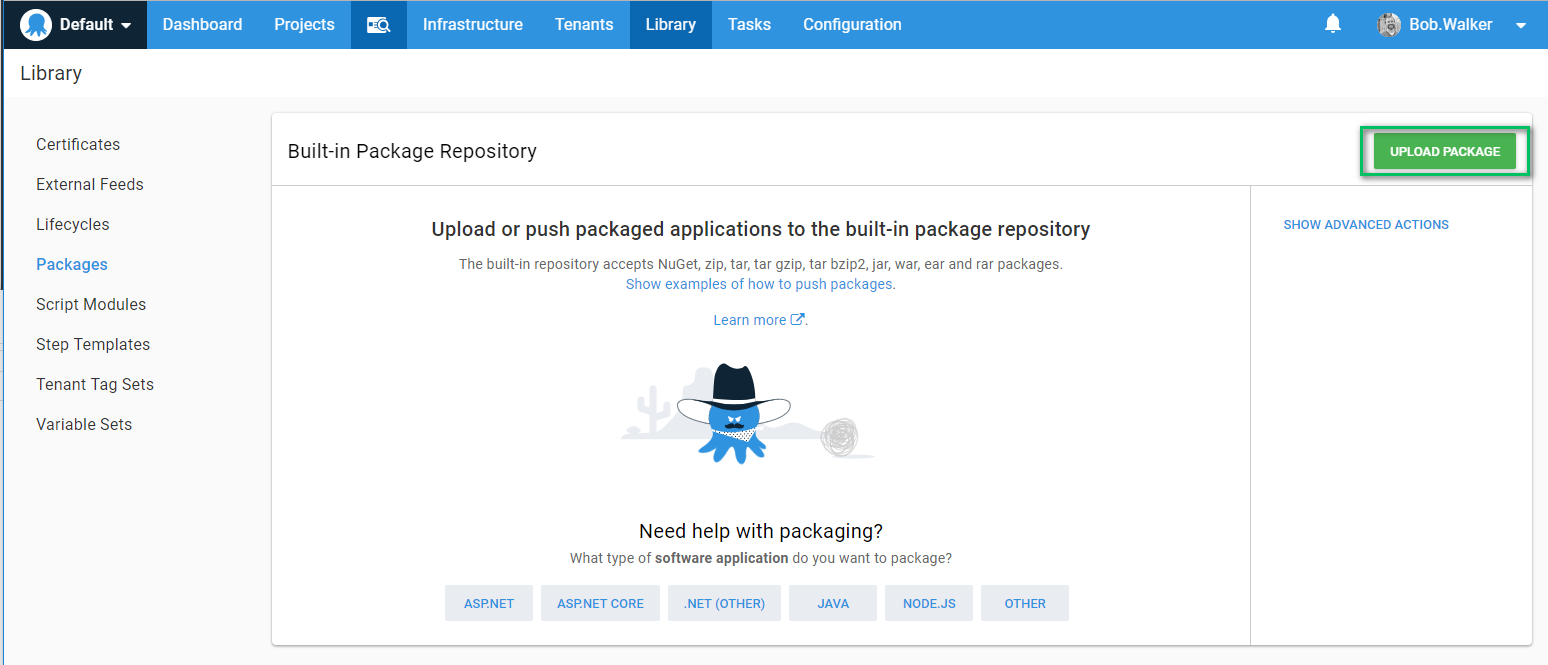 Default Dashboard Projects Infrastructure Tenants Library Tasks Configuration Bob.Walker
Library
Certificates
External Feeds
Lifecycles
Packages
Script Modules
Step Templates
Tenant Tag Sets
Variable Sets
Built-in Package Repository
UPLOAD PACKAGE
Upload or push packaged applications to the built-in package repository
The built-in repository accepts NuGet, zip, tar, tar gzip, tar bzip2, jar, war, ear and rar packages.
Show examples of how to push packages.
Learn more .
SHOW ADVANCED ACTIONS
Need help with packaging?
What type of software application do you want to package?
ASP.NET ASP.NET CORE .NET (OTHER) JAVA NODE.JS OTHER